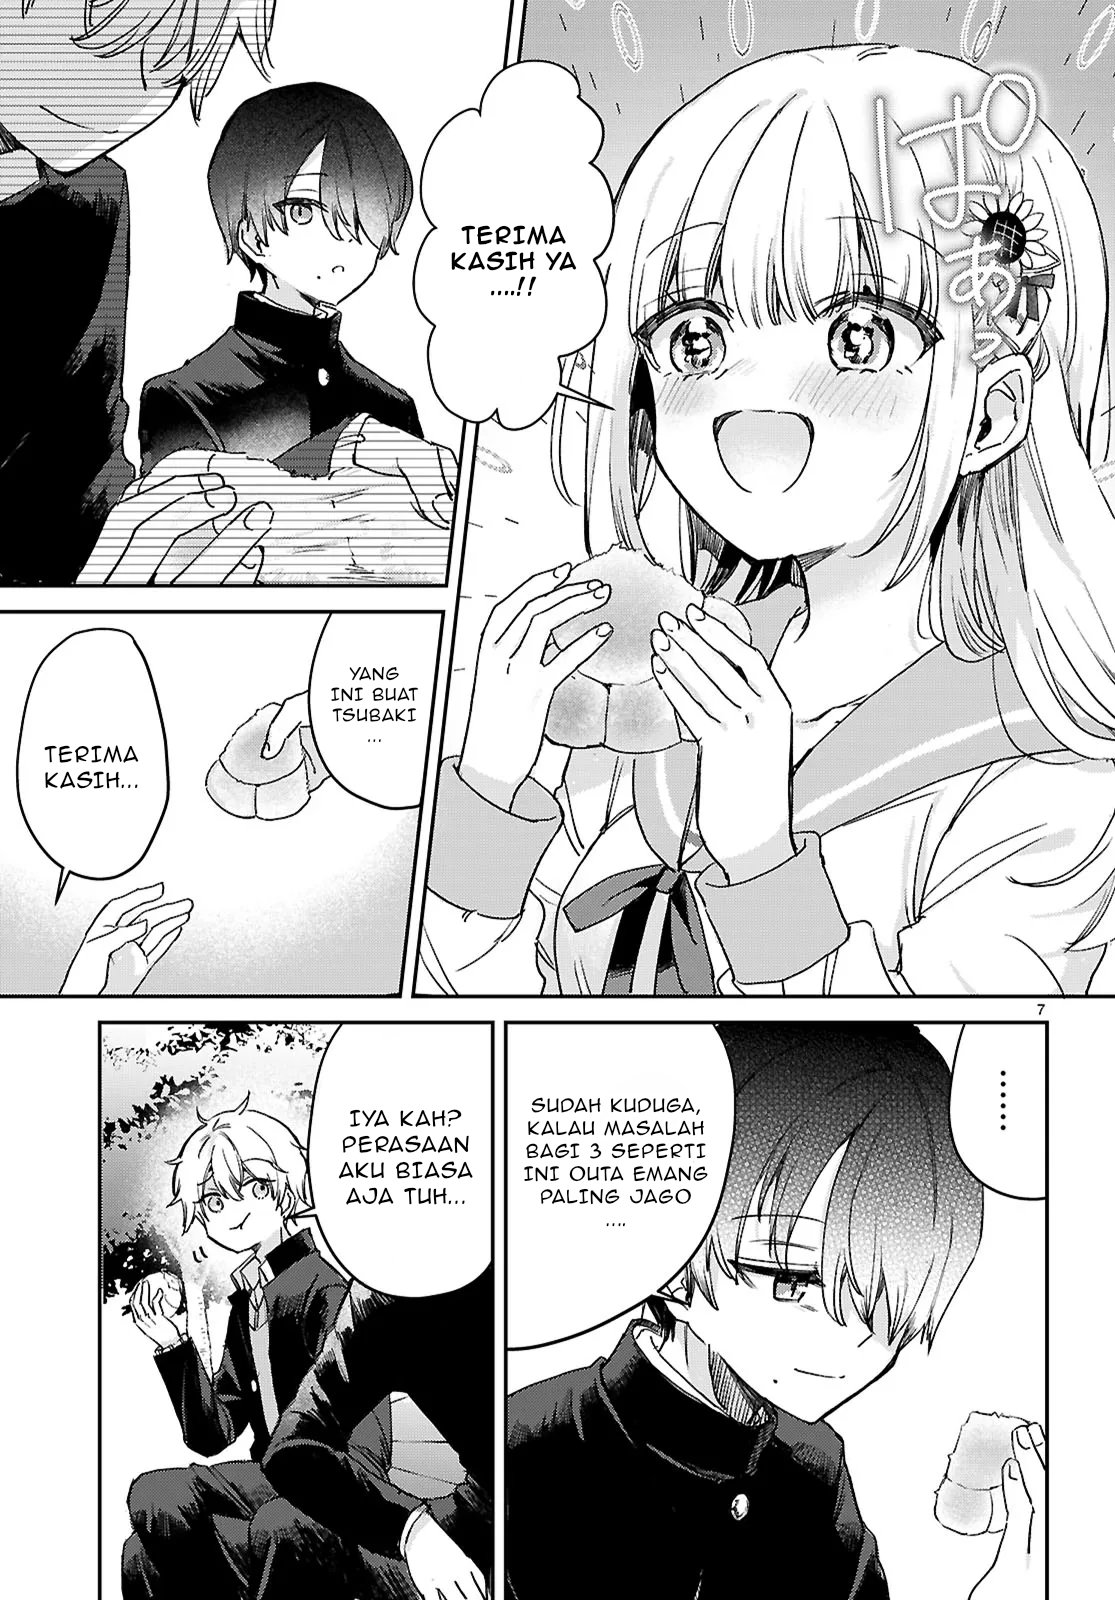 ぱあっ
TERIMA
KASIH YA
....!!
YANG
INI BUAT
TSUBAKI
...
TERIMA
KASIH...
7
.......
SUDAH KUDUGA,
KALAU MASALAH
BAGI 3 SEPERTI
INI OUTA EMANG
PALING JAGO
....
IYA KAH?
PERASAAN
AKU BIASA
AJA TUH...